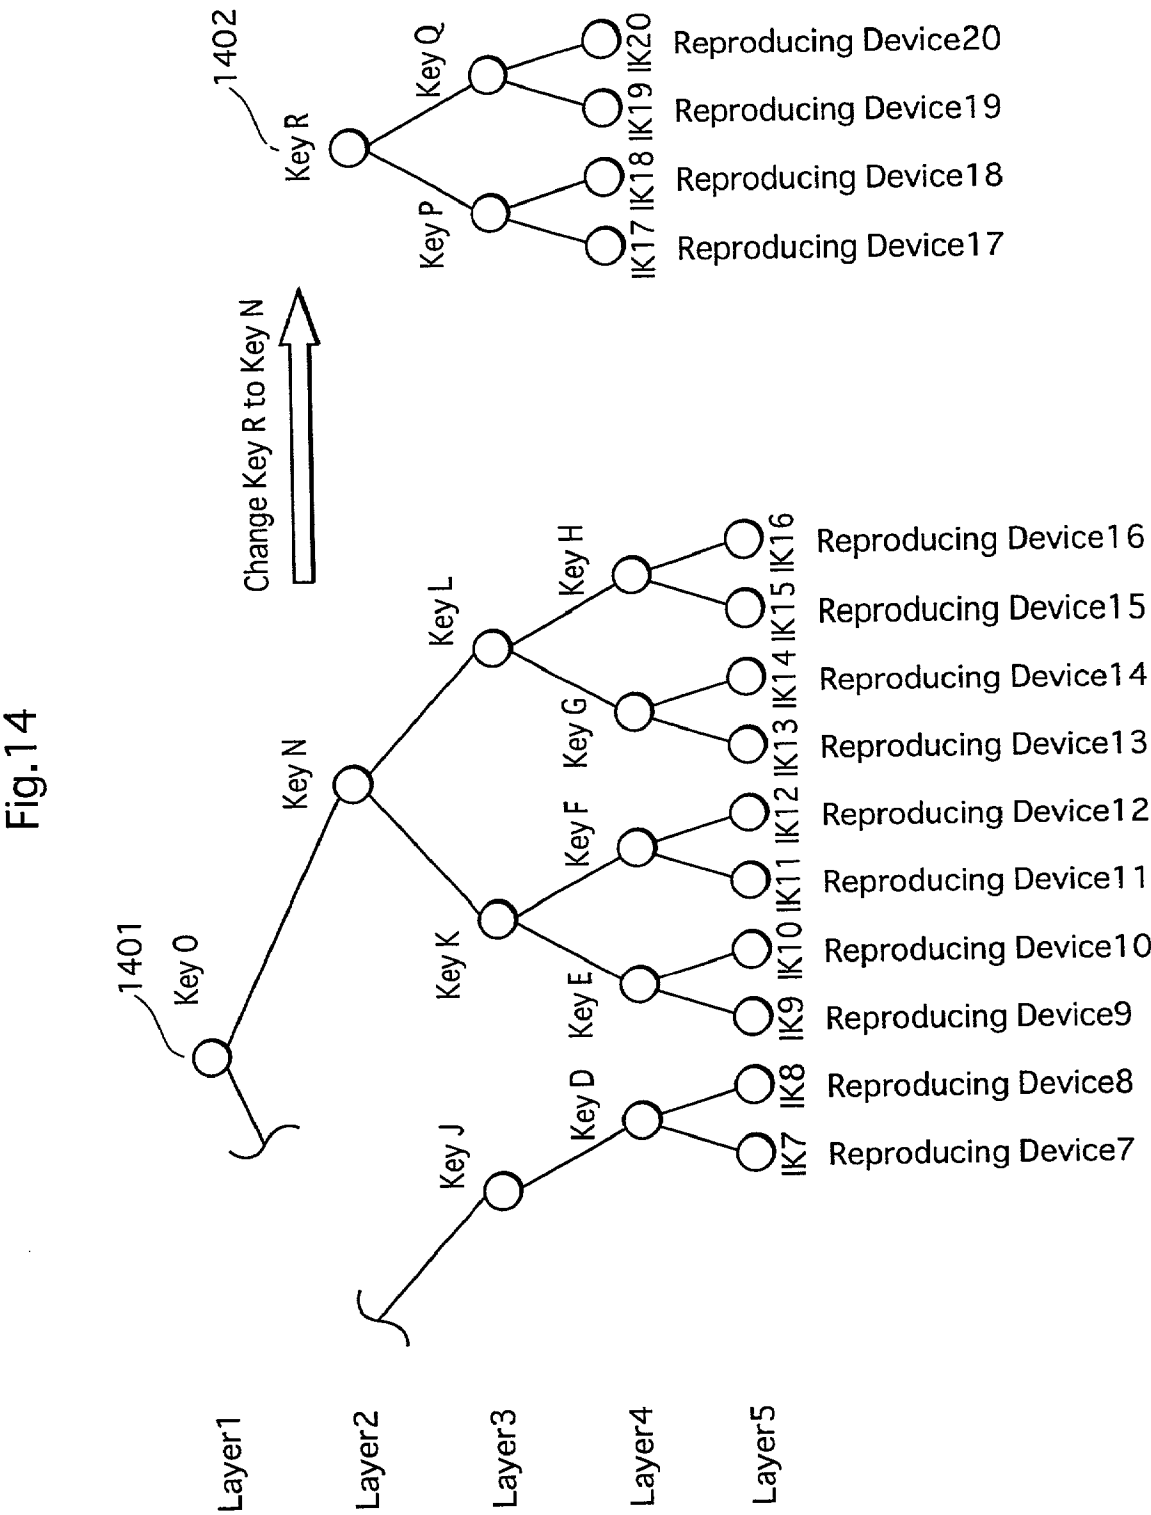 Fig.14
1401
Key O
1402
Change Key R to Key N
Layer1
Layer2
Key N
Key R
Layer3
Key J
Key K
Key L
Key P
Key Q
Layer4
Key D
Key E
Key F
Key G
Key H
IK17
IK18
IK19
IK20
Reproducing Device17
Reproducing Device18
Reproducing Device19
Reproducing Device20
Layer5
IK7
IK8
IK9
IK10
IK11
IK12
IK13
IK14
IK15
IK16
Reproducing Device7
Reproducing Device8
Reproducing Device9
Reproducing Device10
Reproducing Device11
Reproducing Device12
Reproducing Device13
Reproducing Device14
Reproducing Device15
Reproducing Device16